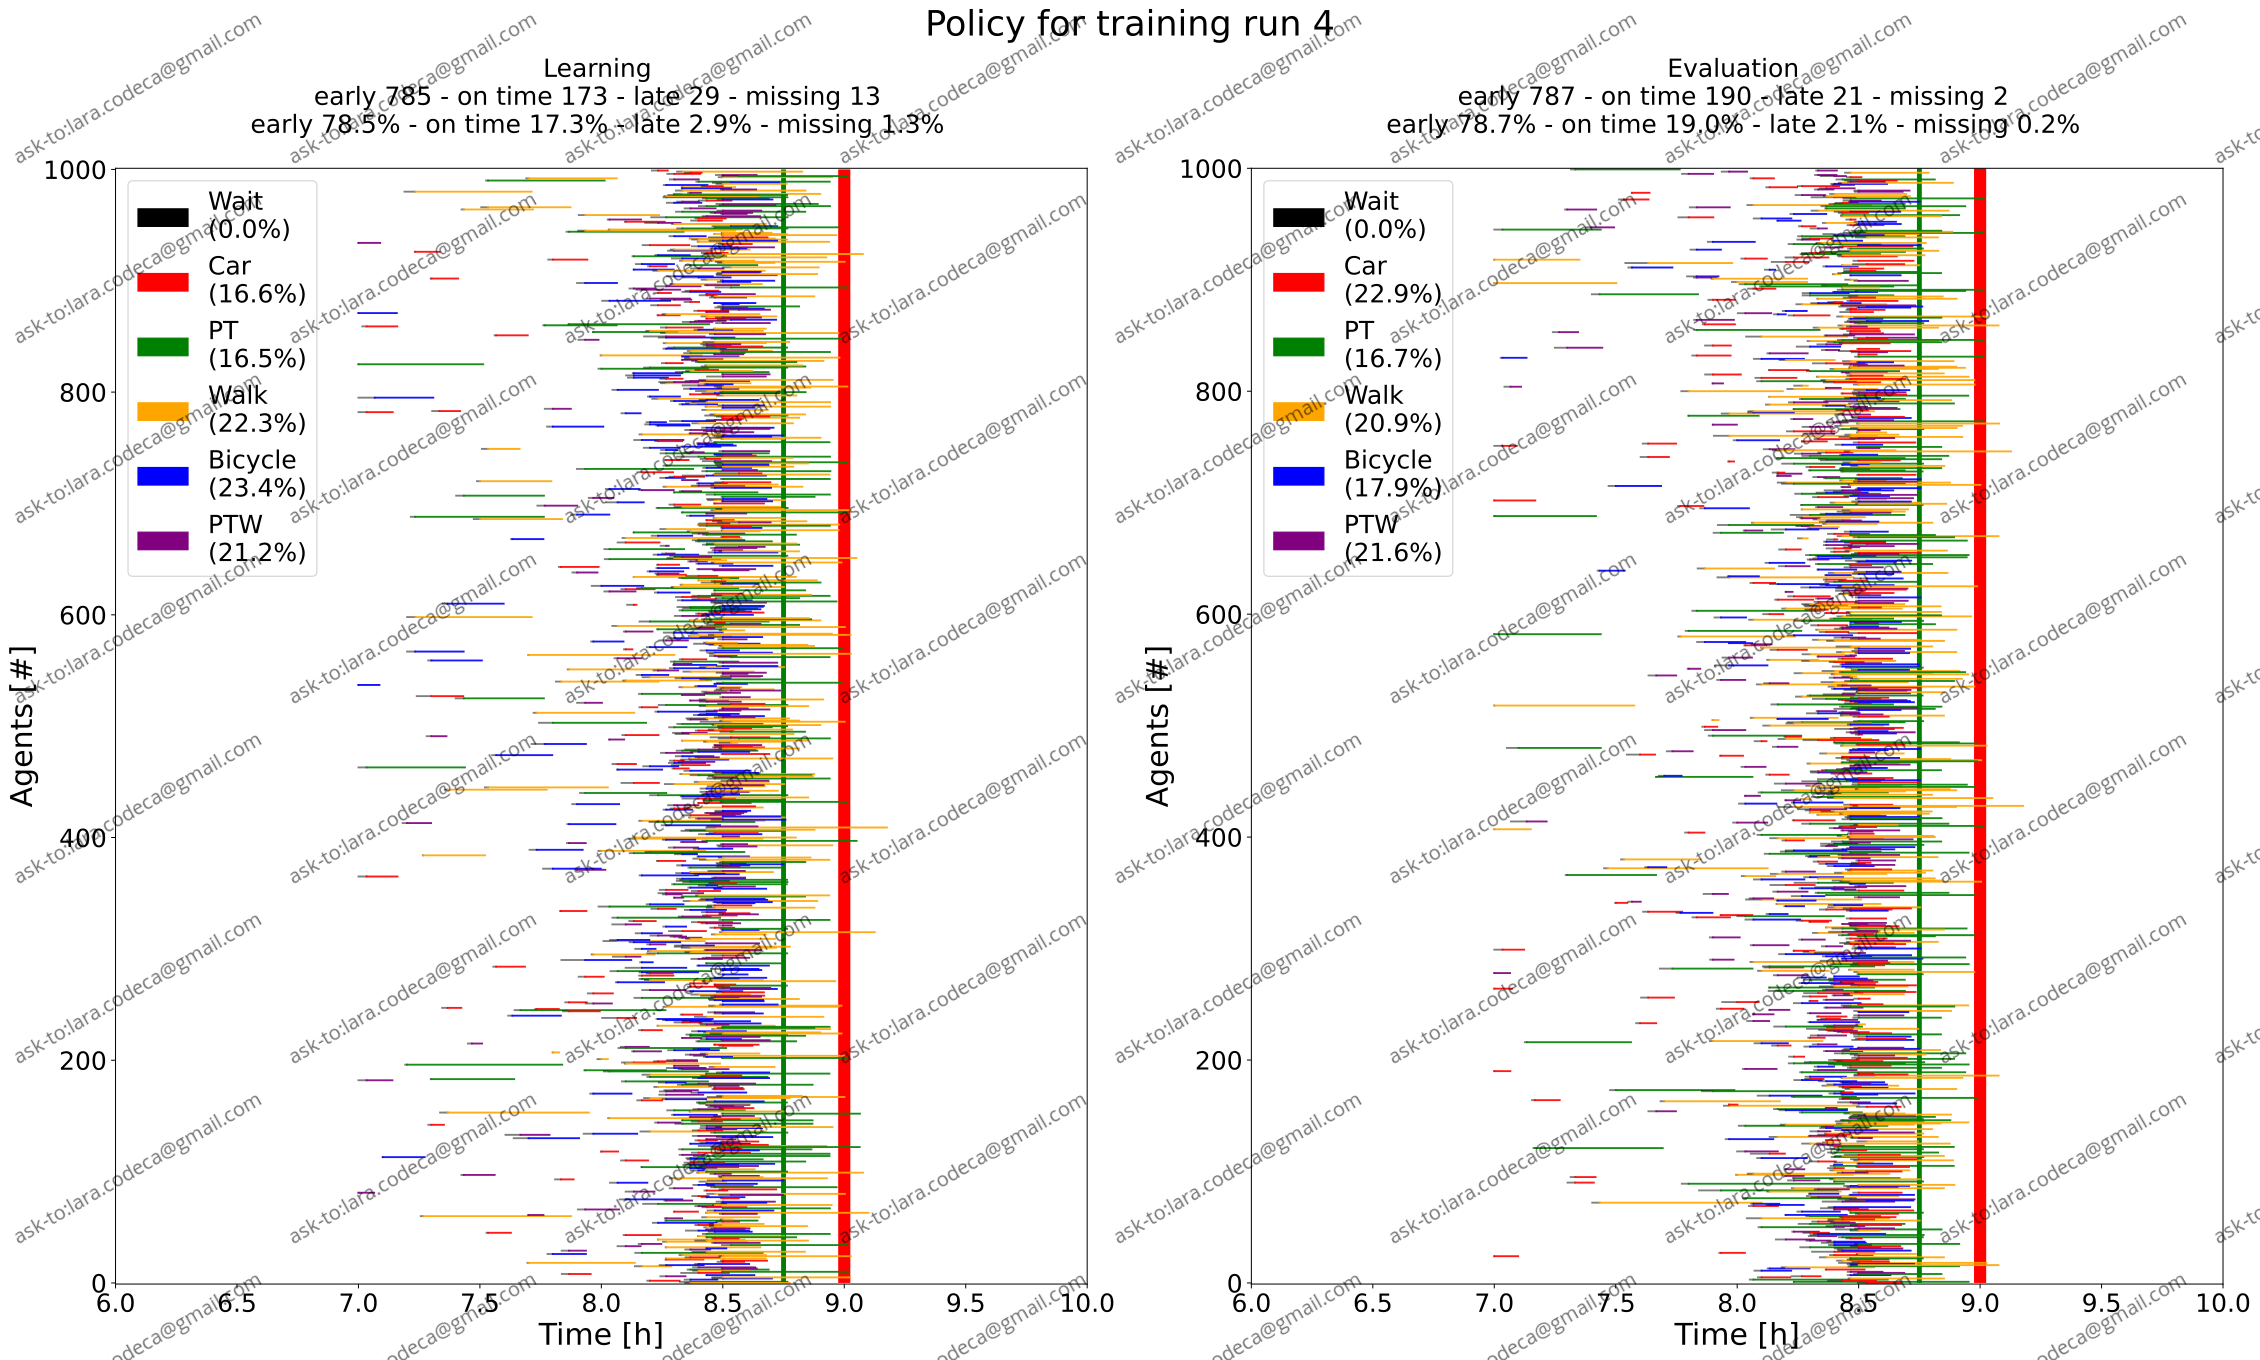 Policy for training run 4
Learning
early 785 - on time 173 - late 29 - missing 13
early 78.5% - on time 17.3% - late 2.9% - missing 1.3%
Agents[#]
1000
800
600
400
200
0
Wait
(0.0%)
Car
(16.6%)
PT
(16.5%)
Walk
(22.3%)
Bicycle
(23.4%)
PTW
(21.2%)
6.0 6.5 7.0 7.5 8.0 8.5 9.0 9.5 10.0
Time [h]
Evaluation
early 787 - on time 190 - late 21 - missing 2
early 78.7% - on time 19.0% - late 2.1% - missing 0.2%
Agents [#]
1000
800
600
400
200
0
Wait
(0.0%)
Car
(22.9%)
PT
(16.7%)
Walk
(20.9%)
Bicycle
(17.9%)
PTW
(21.6%)
6.0 6.5 7.0 7.5 8.0 8.5 9.0 9.5 10.0
Time [h]
ask-to:lara.codeca@gmail.com